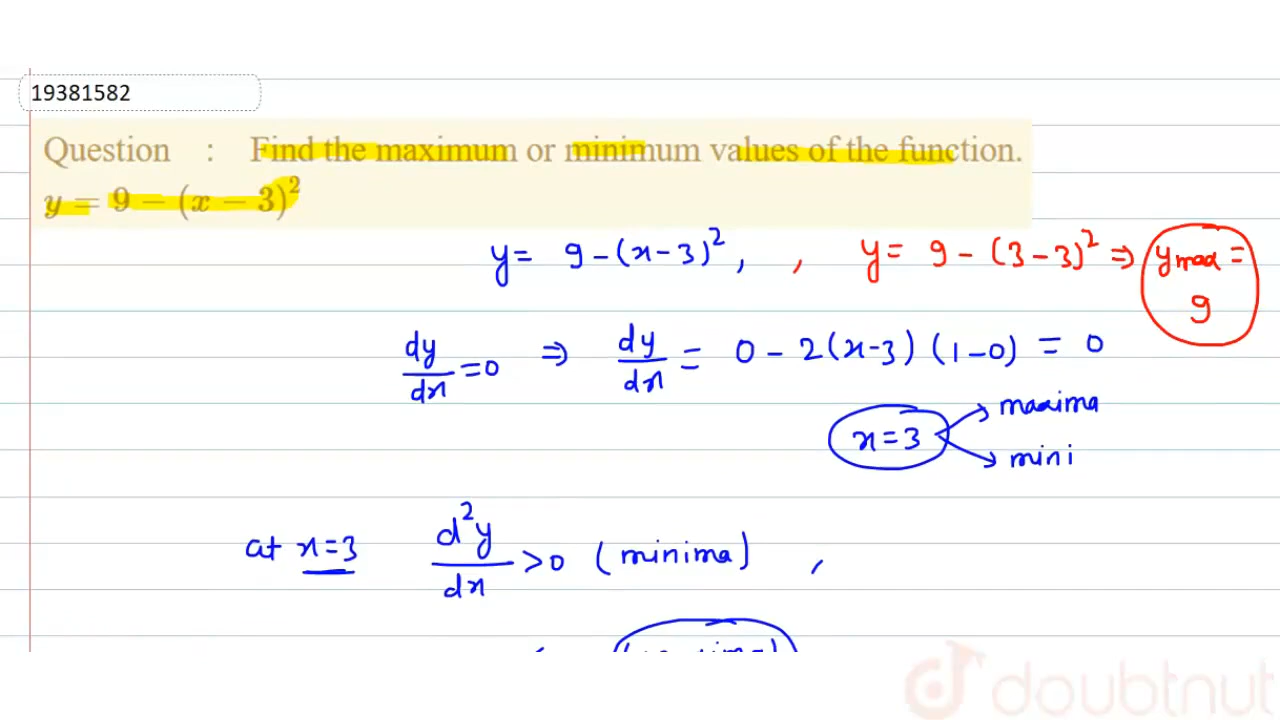 19381582
Question : Find the maximum or minimum values of the function.
y = 9 − (x − 3)²
y = 9 − (x − 3)², , y = 9 − (3 − 3)² ⇒ ymax =
9
dy/dx = 0 ⇒ dy/dx = 0 − 2(x − 3)(1 − 0) = 0
x = 3 maxima
mini
at x = 3 d²y/dx > 0 (minima) ,
<
doubtnut